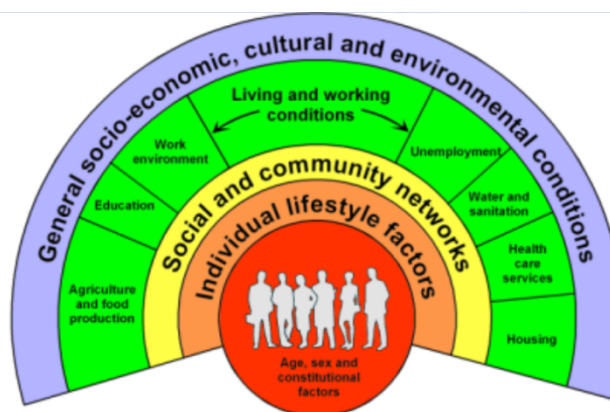 General socio-economic, cultural and environmental conditions
Living and working
conditions
Work
environment
Unemployment
Education
Water and
sanitation
Agriculture
and food
production
Health
care
services
Housing
Social and community networks
Individual lifestyle factors
Age, sex and
constitutional
factors